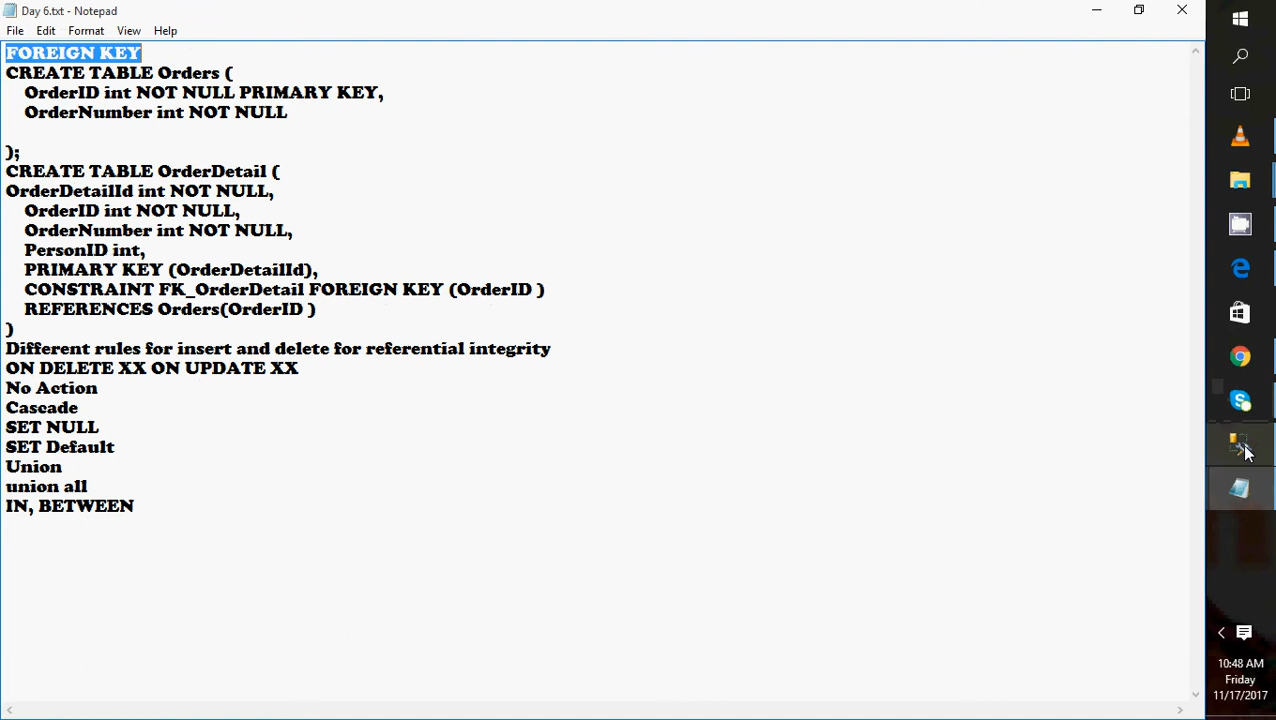 Day 6.txt - Notepad
File Edit Format View Help
FOREIGN KEY
CREATE TABLE Orders (
OrderID int NOT NULL PRIMARY KEY,
OrderNumber int NOT NULL
);
CREATE TABLE OrderDetail (
OrderDetailId int NOT NULL,
OrderID int NOT NULL,
OrderNumber int NOT NULL,
PersonID int,
PRIMARY KEY (OrderDetailId),
CONSTRAINT FK_OrderDetail FOREIGN KEY (OrderID )
REFERENCES Orders(OrderID )
)
Different rules for insert and delete for referential integrity
ON DELETE XX ON UPDATE XX
No Action
Cascade
SET NULL
SET Default
Union
union all
IN, BETWEEN
10:48 AM
Friday
11/17/2017